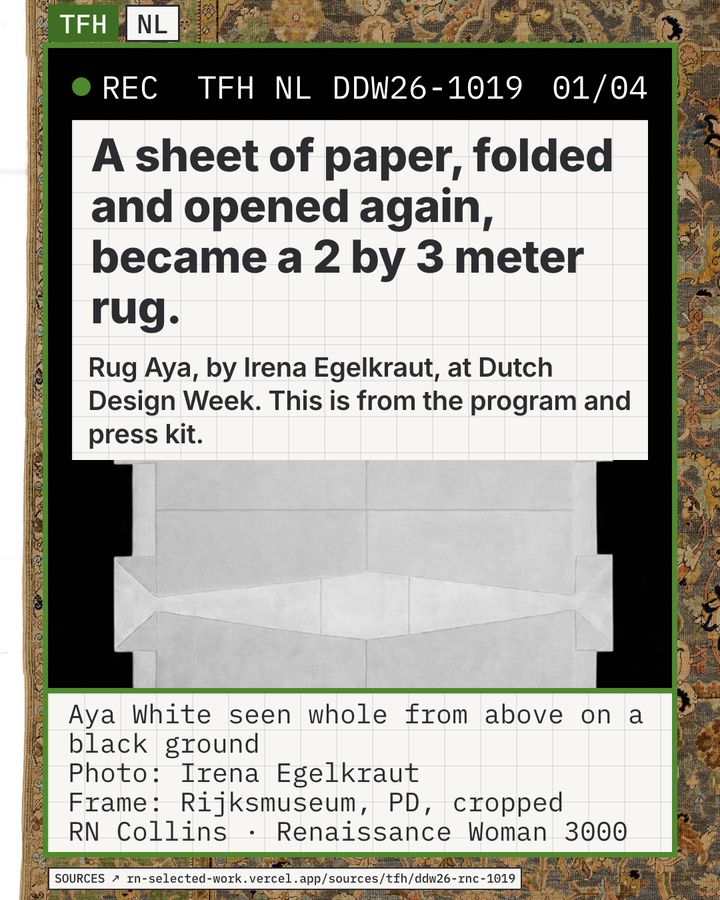 TFH NL
REC TFH NL DDW26-1019 01/04
A sheet of paper, folded
and opened again,
became a 2 by 3 meter
rug.
Rug Aya, by Irena Egelkraut, at Dutch
Design Week. This is from the program and
press kit.
Aya White seen whole from above on a
black ground
Photo: Irena Egelkraut
Frame: Rijksmuseum, PD, cropped
RN Collins · Renaissance Woman 3000
SOURCES ↗ rn-selected-work.vercel.app/sources/tfh/ddw26-rnc-1019